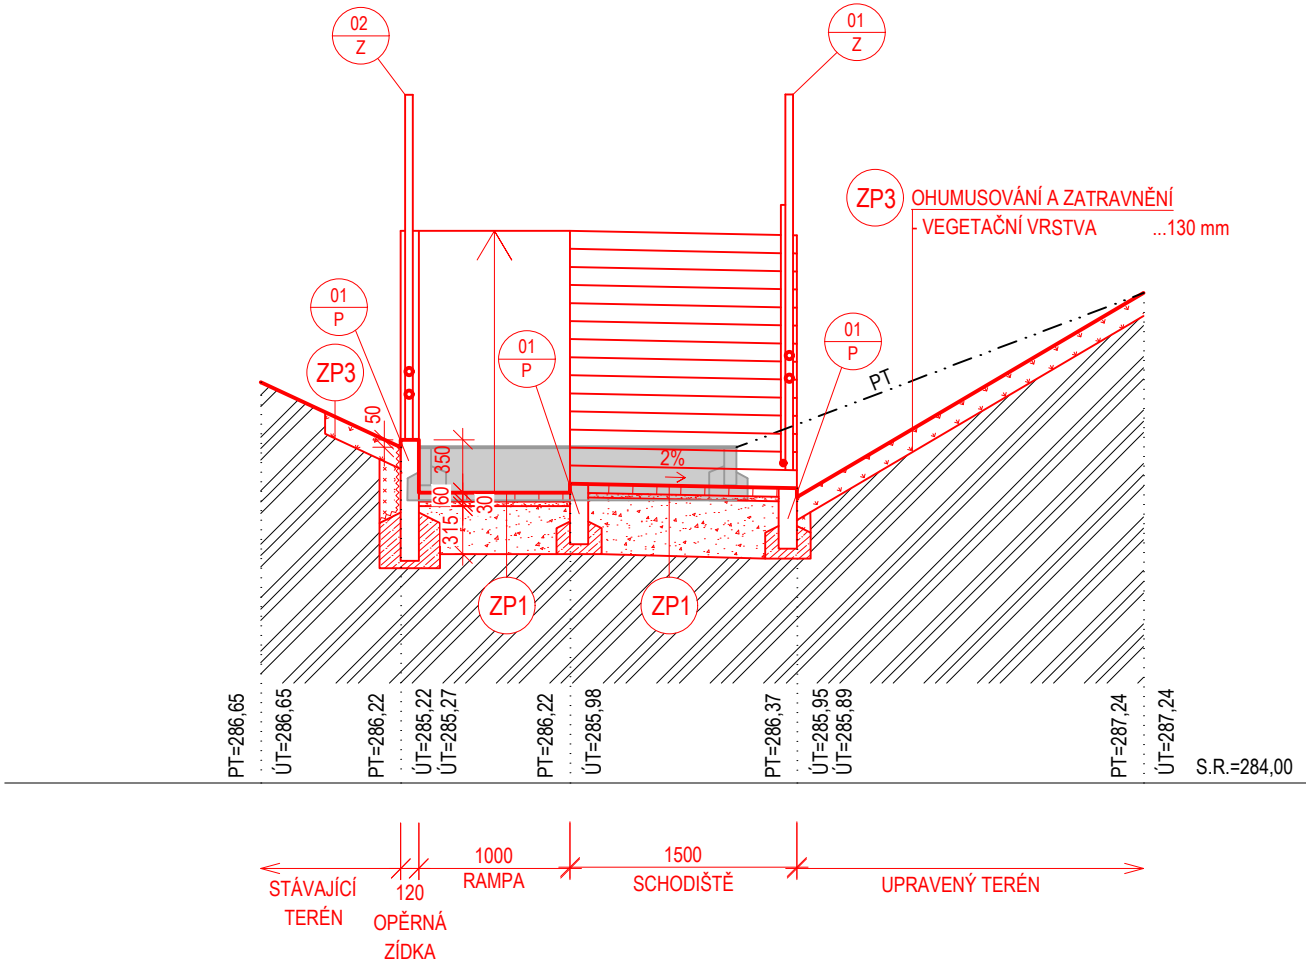 02
Z
01
Z
ZP3
OHUMUSOVÁNÍ A ZATRAVNĚNÍ
- VEGETAČNÍ VRSTVA ...130 mm
01
P
01
P
01
P
ZP3
PT
50
350
2%
60
30
315
ZP1
ZP1
PT=286,65
ÚT=286,65
PT=286,22
ÚT=285,22
ÚT=285,27
PT=286,22
ÚT=285,98
PT=286,37
ÚT=285,95
ÚT=285,89
PT=287,24
ÚT=287,24
S.R.=284,00
STÁVAJÍCÍ
TERÉN
120
OPĚRNÁ
ZÍDKA
1000
RAMPA
1500
SCHODIŠTĚ
UPRAVENÝ TERÉN